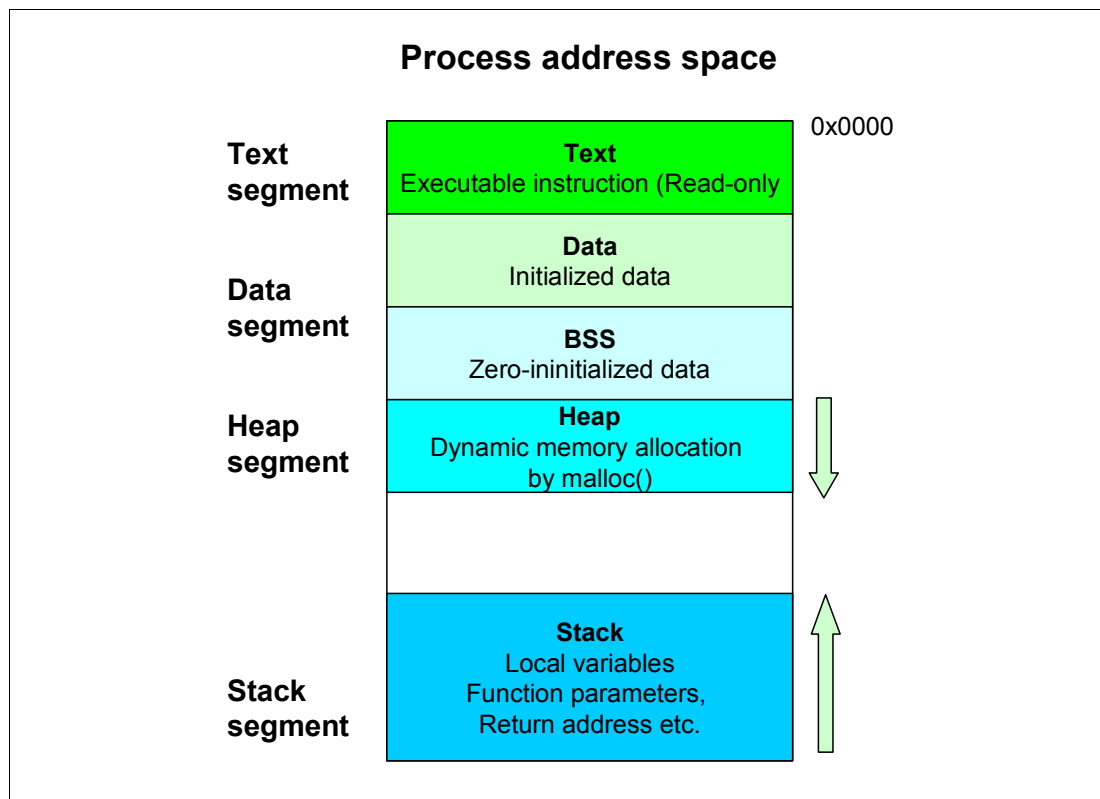 Process address space
0x0000
Text
segment
Text
Executable instruction (Read-only
Data
segment
Data
Initialized data
BSS
Zero-ininitialized data
Heap
segment
Heap
Dynamic memory allocation
by malloc()
Stack
segment
Stack
Local variables
Function parameters,
Return address etc.